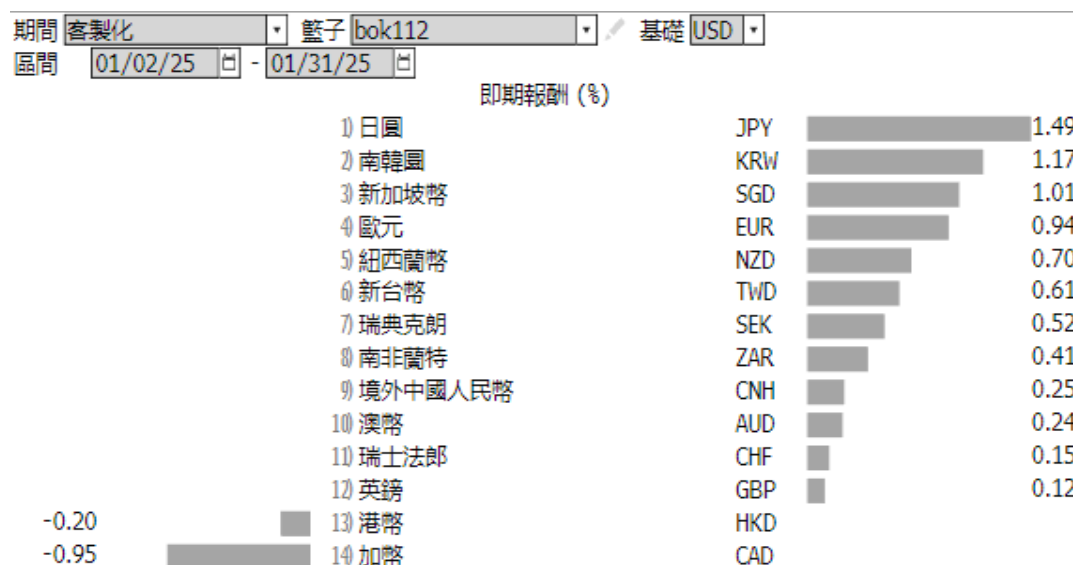 期間 客製化 籃子 bok112 基礎 USD
區間 01/02/25 - 01/31/25
即期報酬 (%)
1) 日圓 JPY 1.49
2) 南韓圜 KRW 1.17
3) 新加坡幣 SGD 1.01
4) 歐元 EUR 0.94
5) 紐西蘭幣 NZD 0.70
6) 新台幣 TWD 0.61
7) 瑞典克朗 SEK 0.52
8) 南非蘭特 ZAR 0.41
9) 境外中國人民幣 CNH 0.25
10) 澳幣 AUD 0.24
11) 瑞士法郎 CHF 0.15
12) 英鎊 GBP 0.12
-0.20 13) 港幣 HKD
-0.95 14) 加幣 CAD